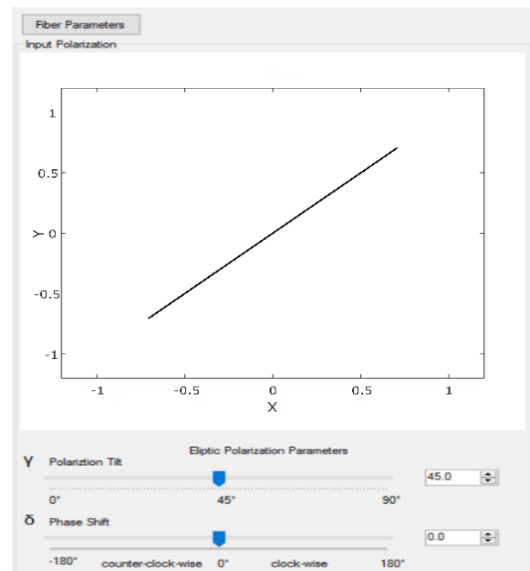 Fiber Parameters
Input Polarization
1
0.5
Y 0
-0.5
-1
-1 -0.5 0 0.5 1
X
Eliptic Polarization Parameters
γ Polariztion Tilt 45.0
0° 45° 90°
δ Phase Shift 0.0
-180° counter-clock-wise 0° clock-wise 180°